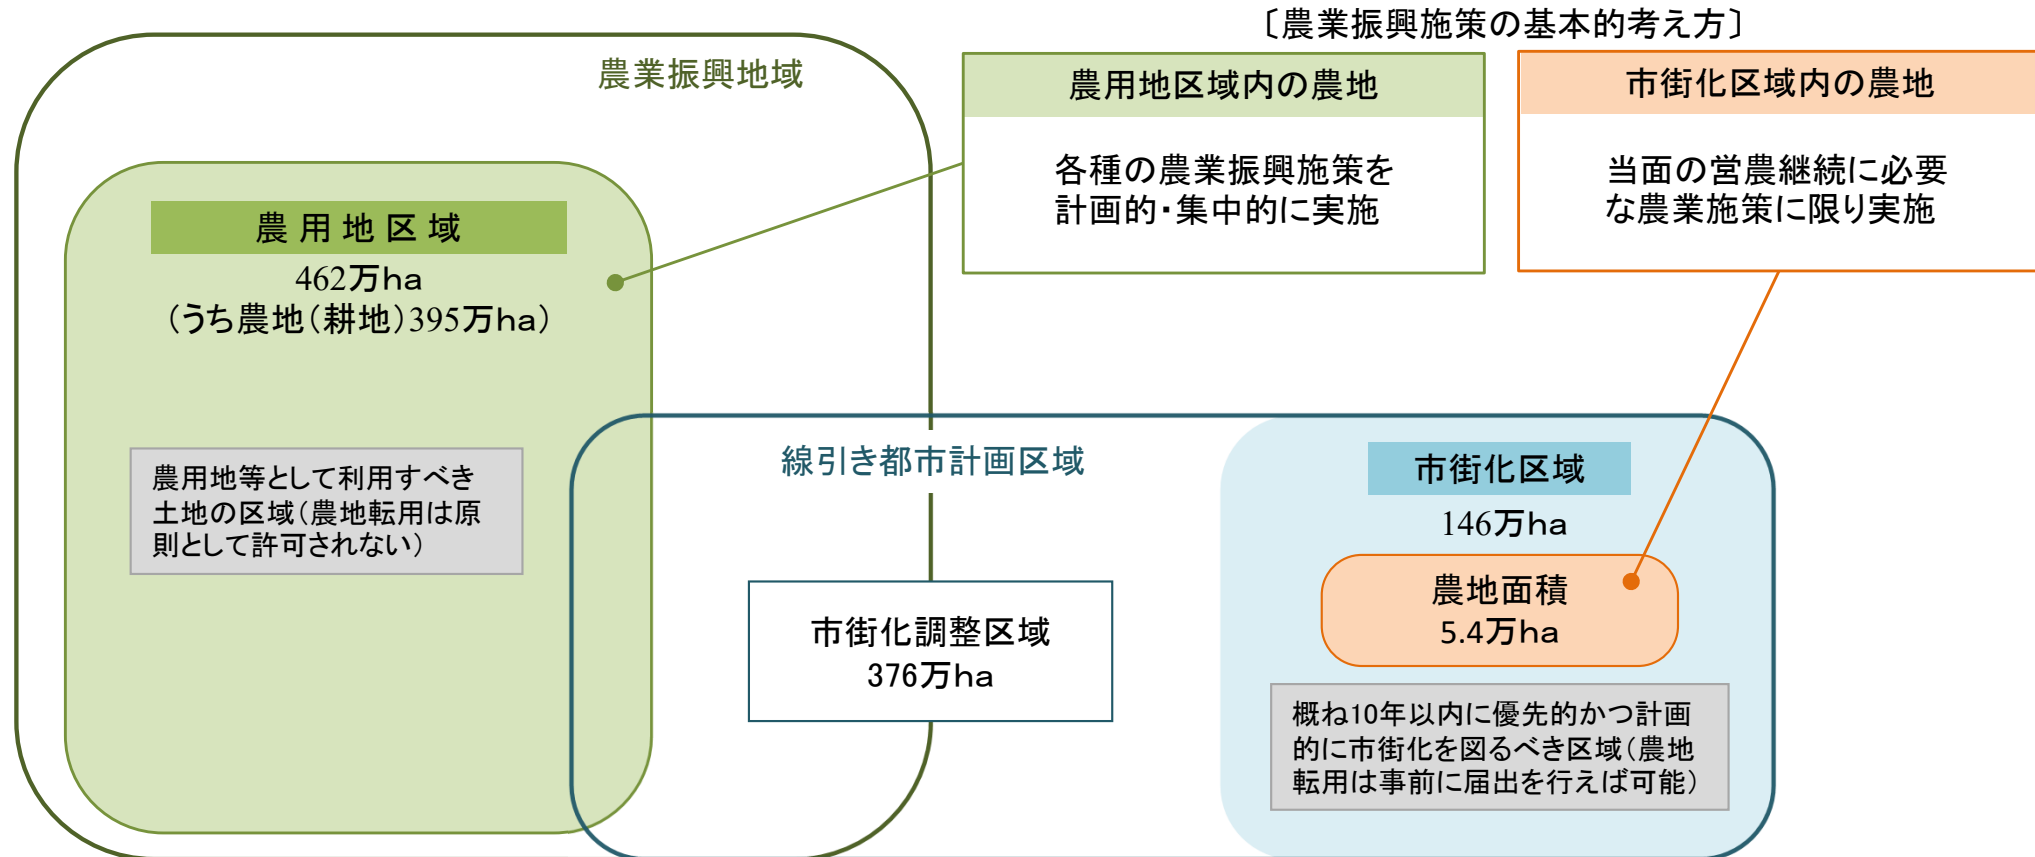 〔農業振興施策の基本的考え方〕
農業振興地域
農用地区域内の農地
各種の農業振興施策を
計画的・集中的に実施
市街化区域内の農地
当面の営農継続に必要
な農業施策に限り実施
農用地区域
462万ha
（うち農地（耕地）395万ha）
農用地等として利用すべき
土地の区域（農地転用は原
則として許可されない）
線引き都市計画区域
市街化調整区域
376万ha
市街化区域
146万ha
農地面積
5.4万ha
概ね10年以内に優先的かつ計画
的に市街化を図るべき区域（農地
転用は事前に届出を行えば可能）